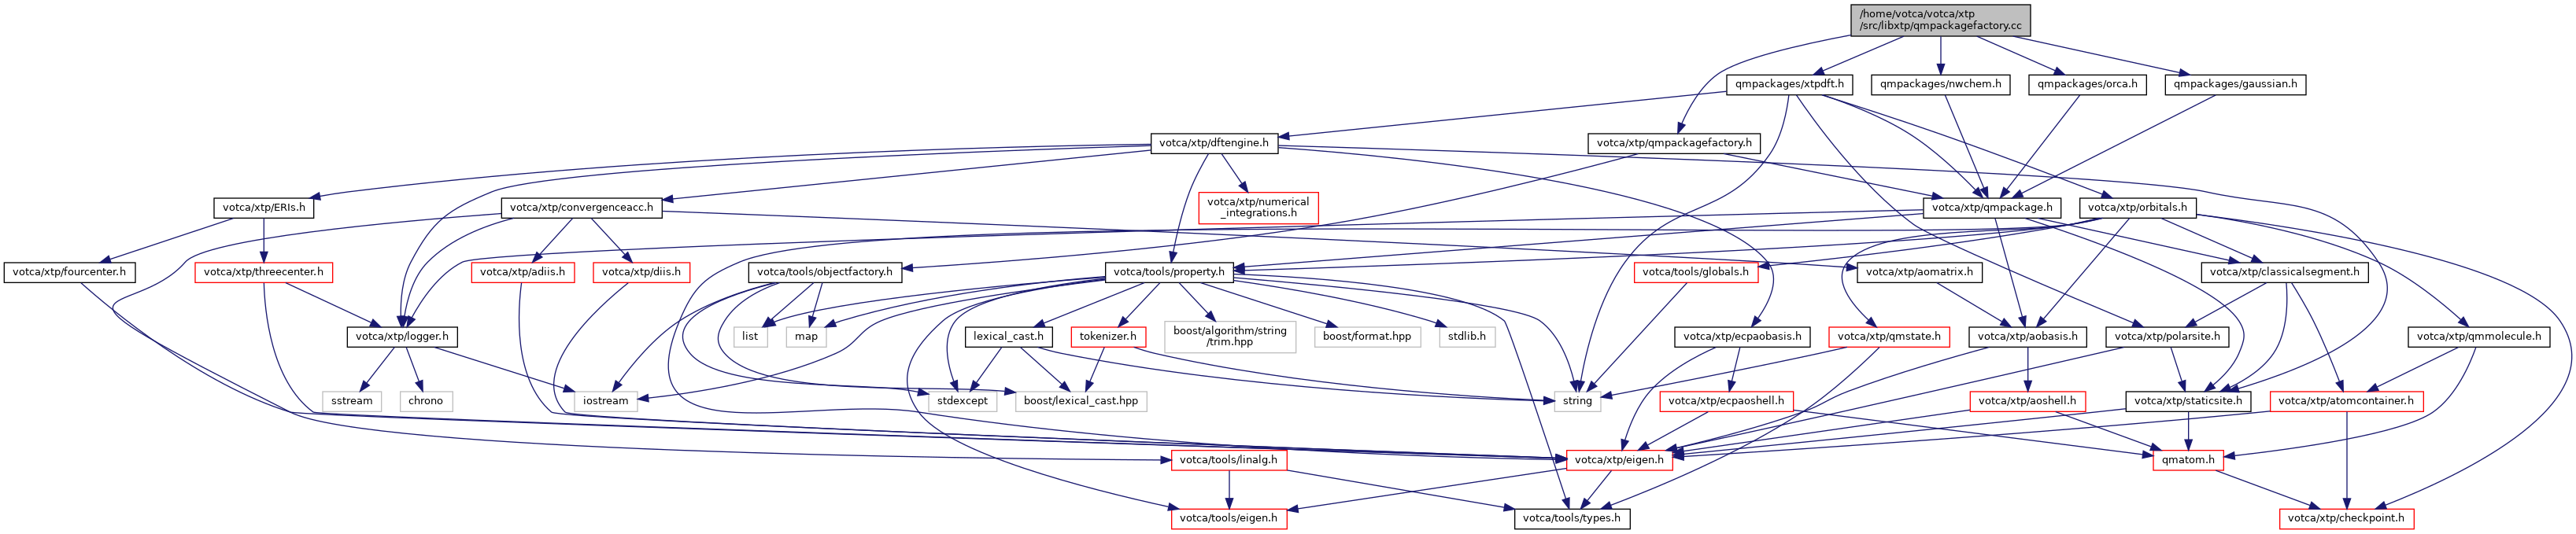 /home/votca/votca/xtp
/src/libxtp/qmpackagefactory.cc
qmpackages/xtpdft.h
qmpackages/nwchem.h
qmpackages/orca.h
qmpackages/gaussian.h
votca/xtp/dftengine.h
votca/xtp/qmpackagefactory.h
votca/xtp/ERIs.h
votca/xtp/convergenceacc.h
votca/xtp/numerical
_integrations.h
votca/xtp/qmpackage.h
votca/xtp/orbitals.h
votca/xtp/fourcenter.h
votca/xtp/threecenter.h
votca/xtp/adiis.h
votca/xtp/diis.h
votca/tools/objectfactory.h
votca/tools/property.h
votca/tools/globals.h
votca/xtp/aomatrix.h
votca/xtp/classicalsegment.h
votca/xtp/logger.h
list
map
lexical_cast.h
tokenizer.h
boost/algorithm/string
/trim.hpp
boost/format.hpp
stdlib.h
votca/xtp/ecpaobasis.h
votca/xtp/qmstate.h
votca/xtp/aobasis.h
votca/xtp/polarsite.h
votca/xtp/qmmolecule.h
sstream
chrono
iostream
stdexcept
boost/lexical_cast.hpp
string
votca/xtp/ecpaoshell.h
votca/xtp/aoshell.h
votca/xtp/staticsite.h
votca/xtp/atomcontainer.h
votca/tools/linalg.h
votca/xtp/eigen.h
qmatom.h
votca/tools/eigen.h
votca/tools/types.h
votca/xtp/checkpoint.h